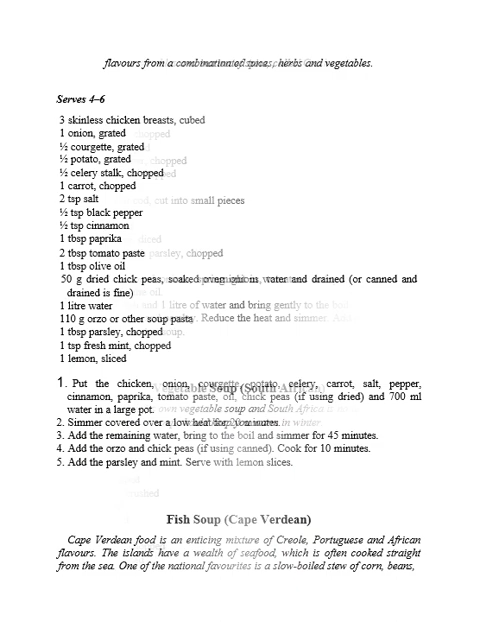 flavours from a combination of spices, herbs and vegetables.
Serves 4–6
3 skinless chicken breasts, cubed
1 onion, grated
½ courgette, grated
½ potato, grated
½ celery stalk, chopped
1 carrot, chopped
2 tsp salt
½ tsp black pepper
½ tsp cinnamon
1 tbsp paprika
2 tbsp tomato paste
1 tbsp olive oil
50 g dried chick peas, soaked overnight in water and drained (or canned and
drained is fine)
1 litre water
110 g orzo or other soup pasta
1 tbsp parsley, chopped
1 tsp fresh mint, chopped
1 lemon, sliced
1. Put the chicken, onion, courgette, potato, celery, carrot, salt, pepper,
cinnamon, paprika, tomato paste, oil, chick peas (if using dried) and 700 ml
water in a large pot.
2. Simmer covered over a low heat for 20 minutes.
3. Add the remaining water, bring to the boil and simmer for 45 minutes.
4. Add the orzo and chick peas (if using canned). Cook for 10 minutes.
5. Add the parsley and mint. Serve with lemon slices.
Fish Soup (Cape Verdean)
Cape Verdean food is an enticing mixture of Creole, Portuguese and African
flavours. The islands have a wealth of seafood, which is often cooked straight
from the sea. One of the national favourites is a slow-boiled stew of corn, beans,